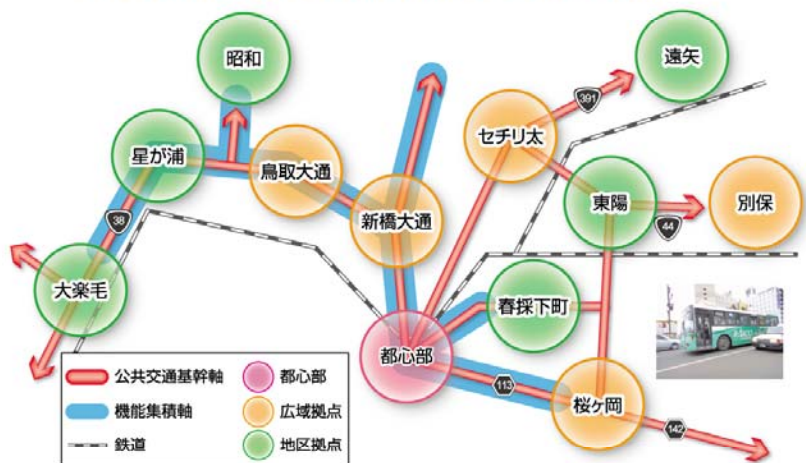 昭和
遠矢
391
セチリ太
星が浦
鳥取大通
新橋大通
東陽
別保
38
44
大楽毛
春採下町
都心部
113
桜ヶ岡
142
公共交通基幹軸
都心部
機能集積軸
広域拠点
鉄道
地区拠点